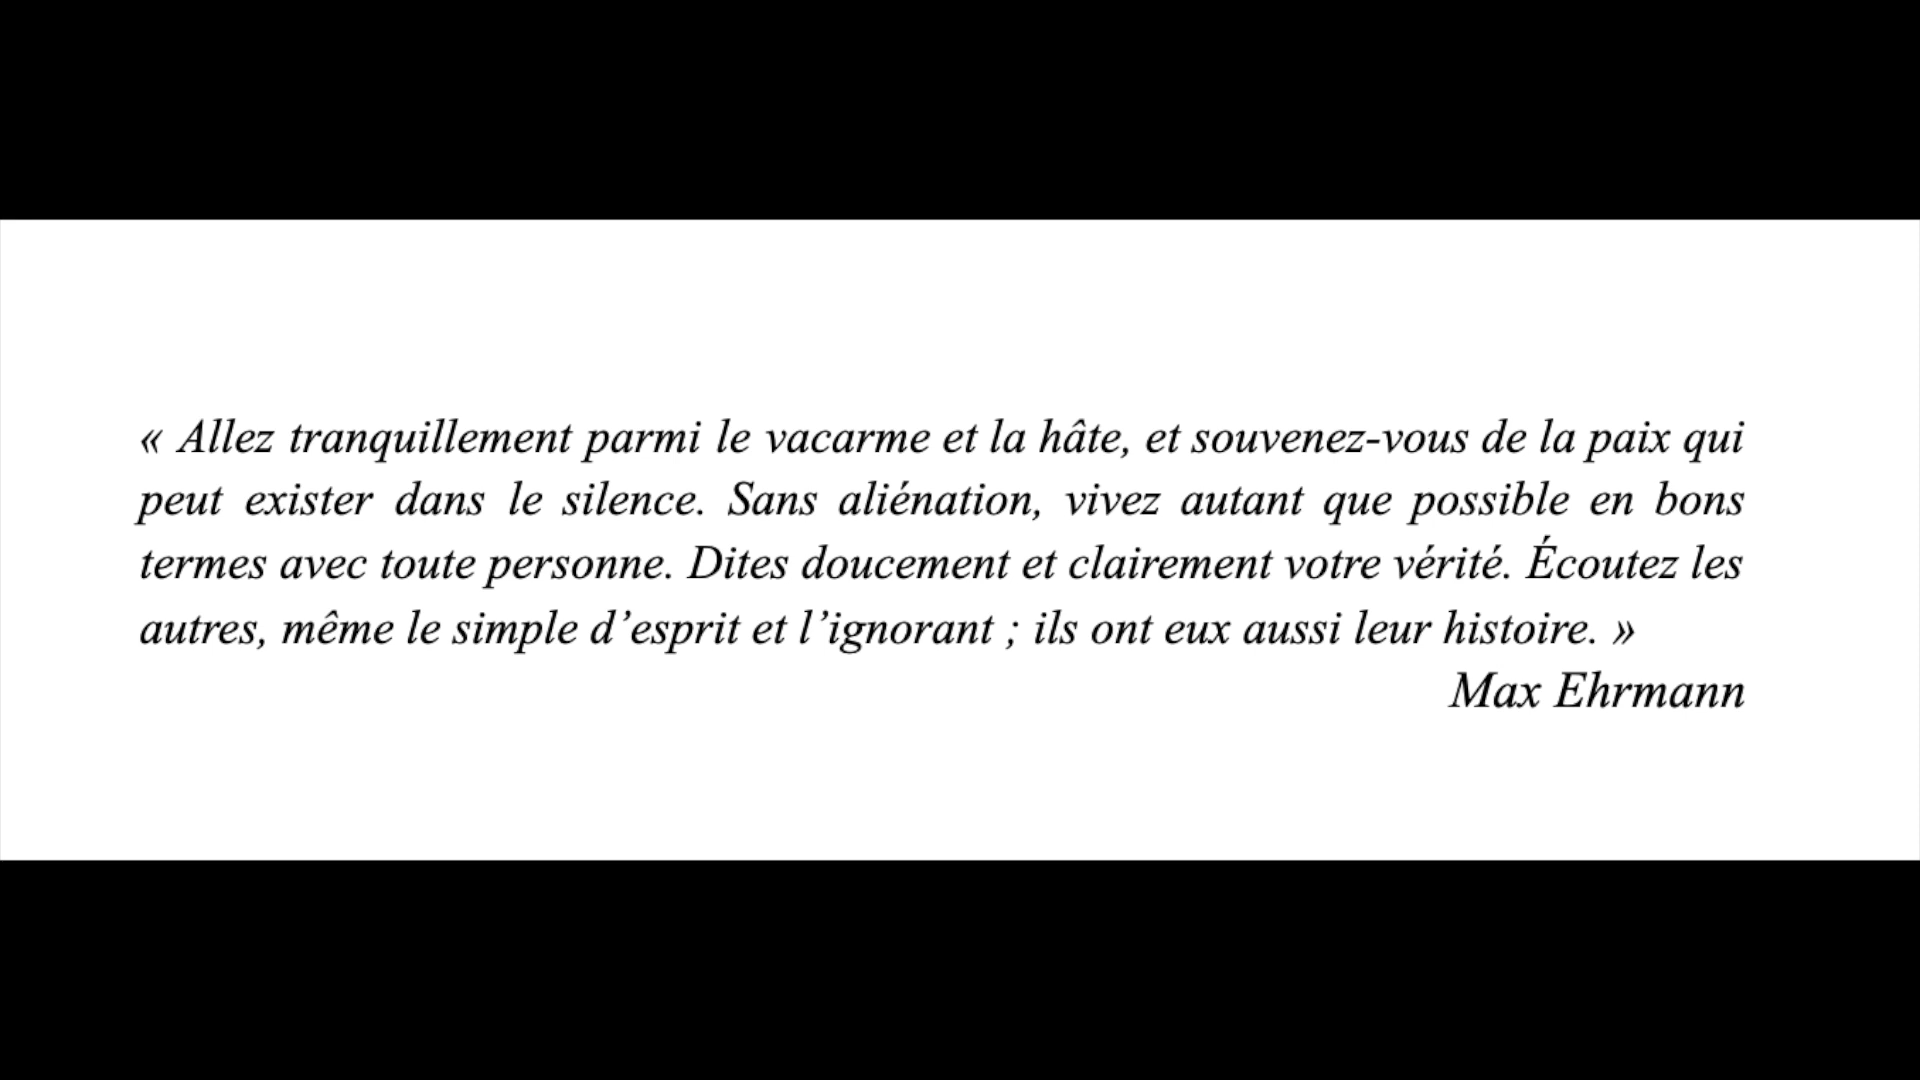 « Allez tranquillement parmi le vacarme et la hâte, et souvenez-vous de la paix qui
peut exister dans le silence. Sans aliénation, vivez autant que possible en bons
termes avec toute personne. Dites doucement et clairement votre vérité. Écoutez les
autres, même le simple d’esprit et l’ignorant ; ils ont eux aussi leur histoire. »
Max Ehrmann